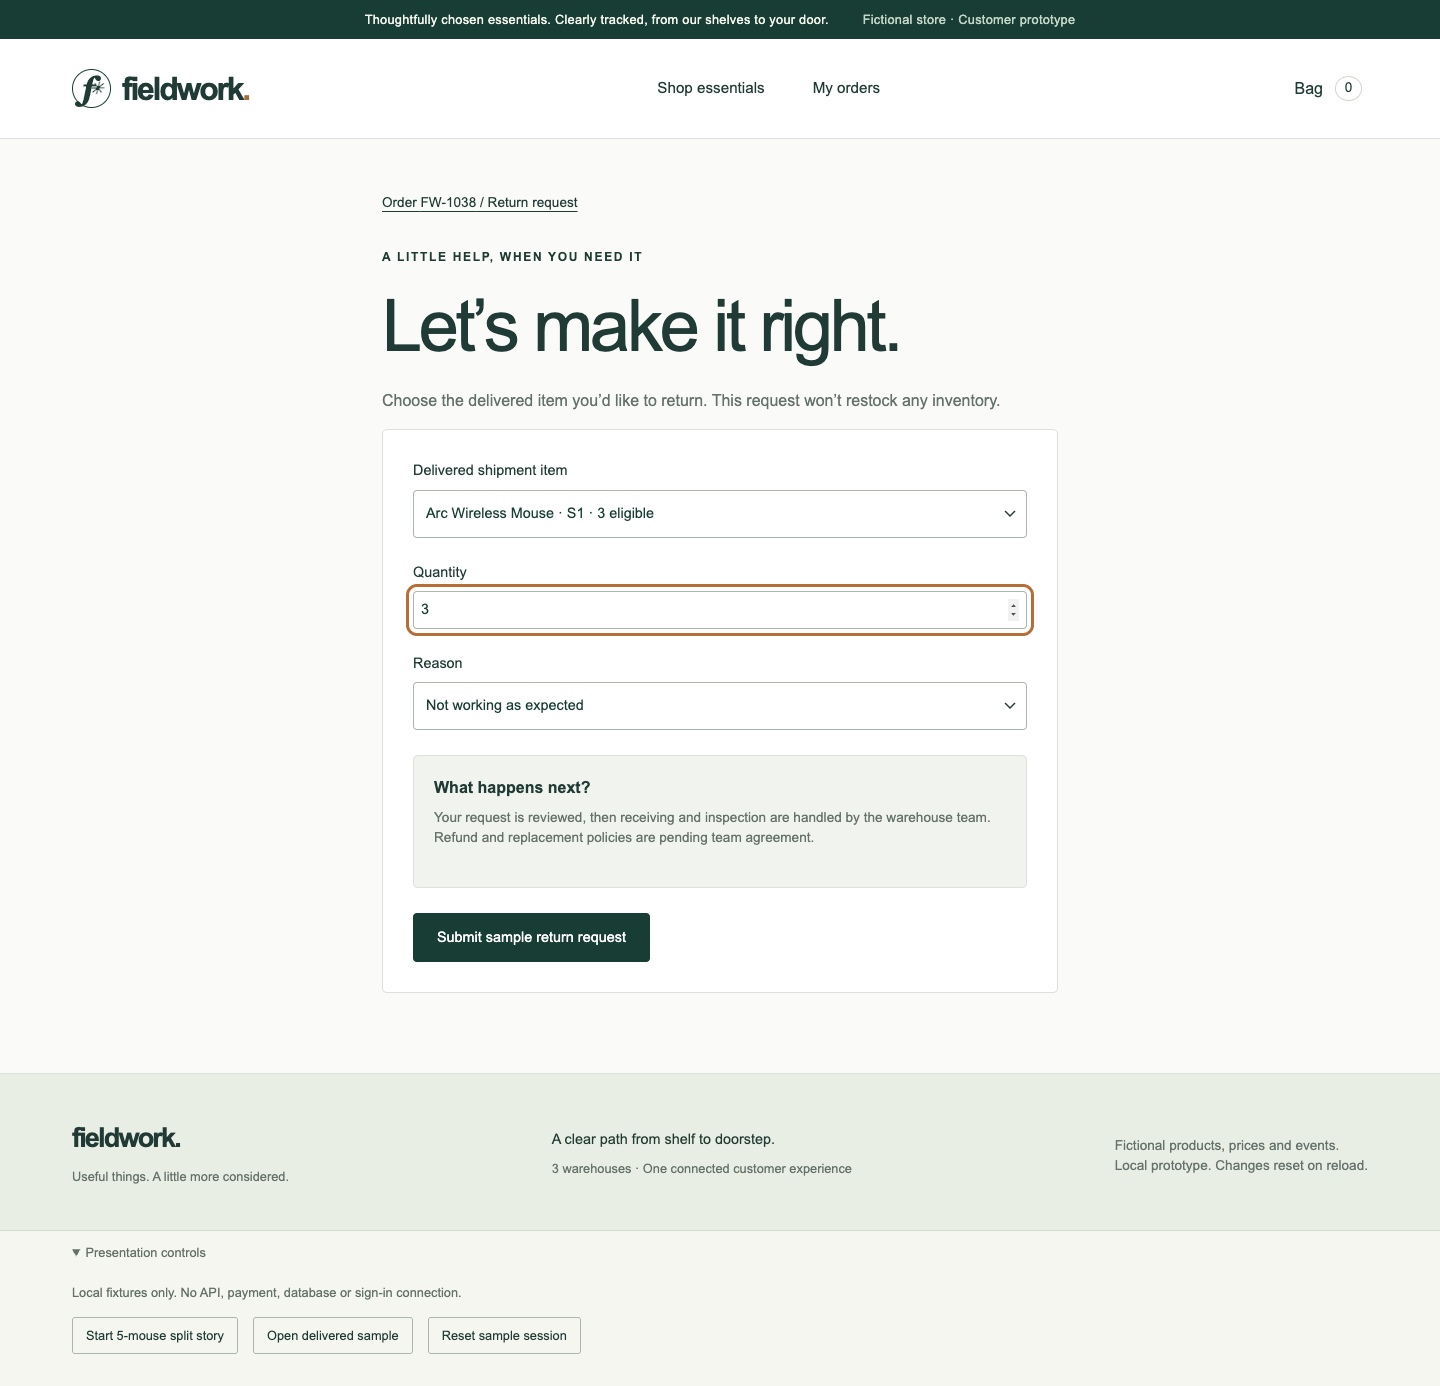 Thoughtfully chosen essentials. Clearly tracked, from our shelves to your door.
Fictional store · Customer prototype
fieldwork.
Shop essentials
My orders
Bag 0
Order FW-1038 / Return request
A LITTLE HELP, WHEN YOU NEED IT
Let’s make it right.
Choose the delivered item you’d like to return. This request won’t restock any inventory.
Delivered shipment item
Arc Wireless Mouse · S1 · 3 eligible
Quantity
3
Reason
Not working as expected
What happens next?
Your request is reviewed, then receiving and inspection are handled by the warehouse team.
Refund and replacement policies are pending team agreement.
Submit sample return request
fieldwork.
Useful things. A little more considered.
A clear path from shelf to doorstep.
3 warehouses · One connected customer experience
Fictional products, prices and events.
Local prototype. Changes reset on reload.
Presentation controls
Local fixtures only. No API, payment, database or sign-in connection.
Start 5-mouse split story
Open delivered sample
Reset sample session